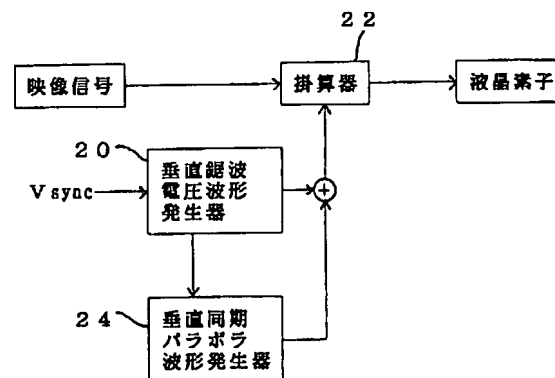 22
映像信号
掛算器
液晶素子
20
垂直鋸波
電圧波形
発生器
V sync
+
24
垂直同期
パラボラ
波形発生器